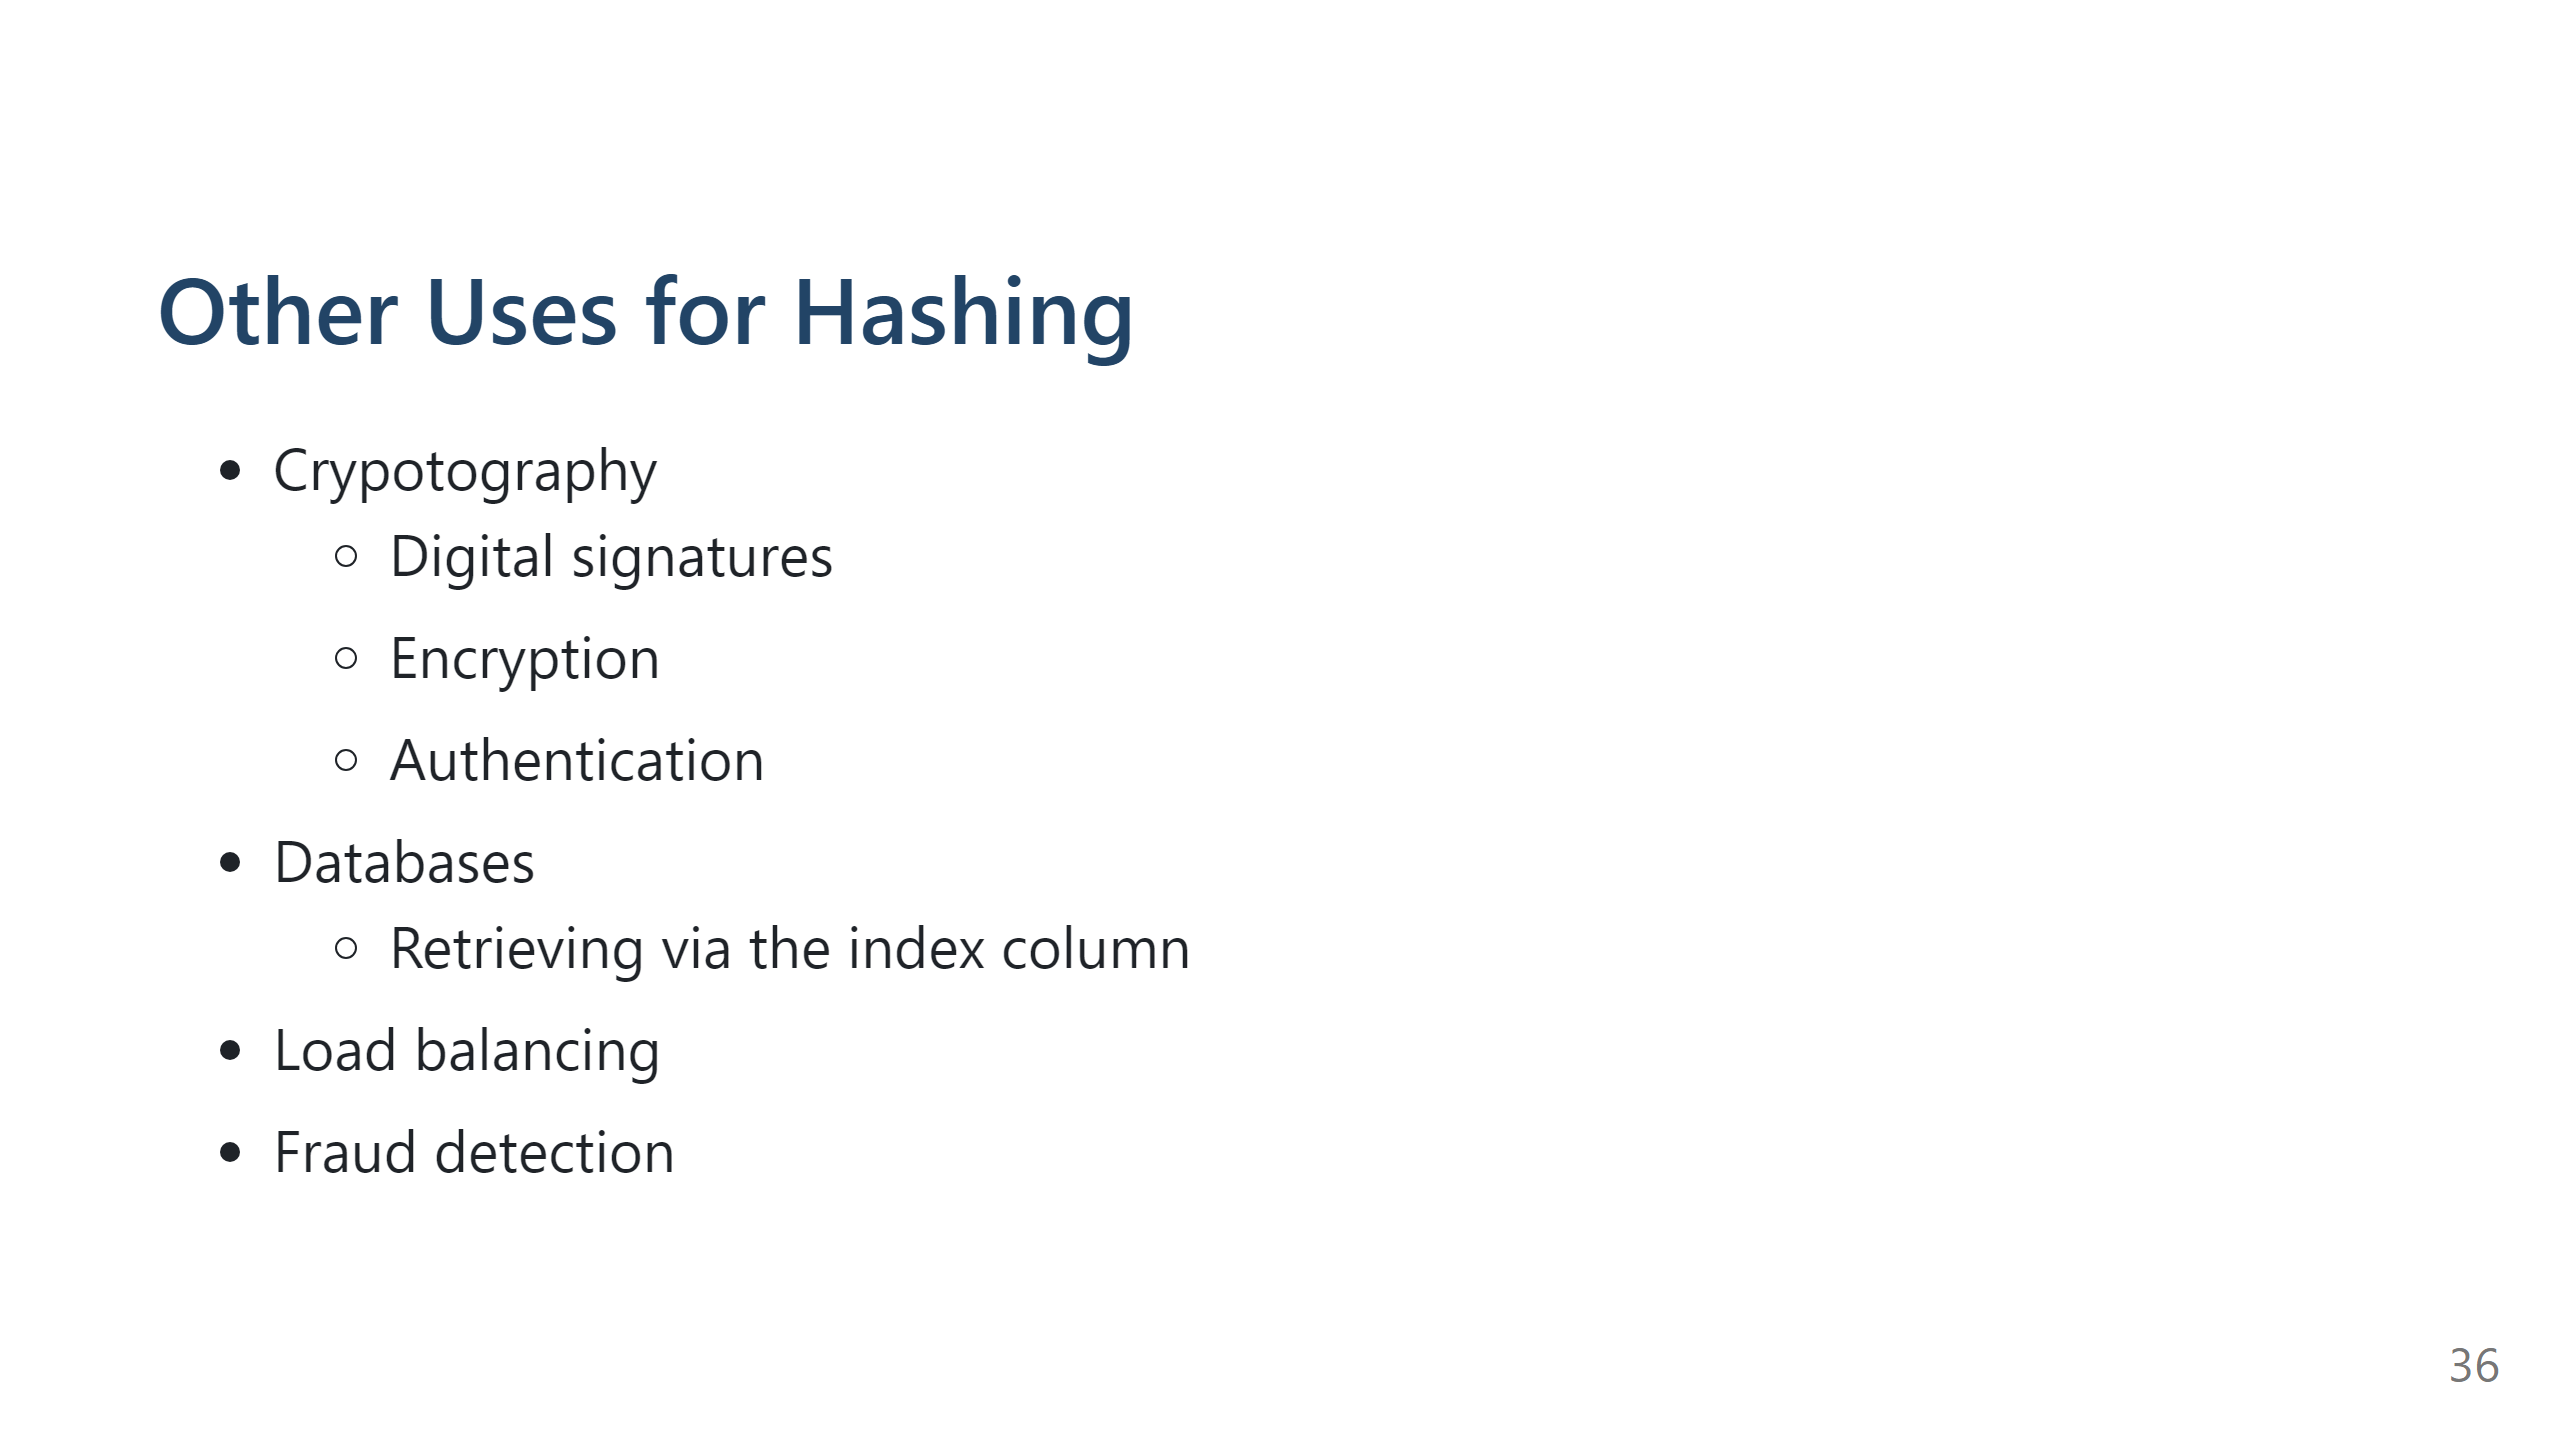 Other Uses for Hashing
• Crypotography
○ Digital signatures
○ Encryption
○ Authentication
• Databases
○ Retrieving via the index column
• Load balancing
• Fraud detection
36